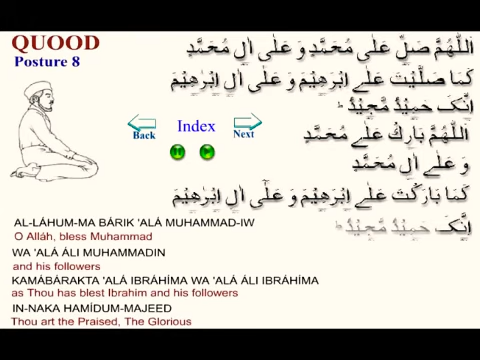 QUOOD
Posture 8
اَللّٰهُمَّ صَلِّ عَلٰی مُحَمَّدٍ وَ عَلٰی اٰلِ مُحَمَّدٍ
کَمَا صَلَّیْتَ عَلٰے اِبْرٰهِیْمَ وَ عَلٰی اٰلِ اِبْرٰهِیْمَ
اِنَّکَ حَمِیْدٌ مَّجِیْدٌ ؕ
اَللّٰهُمَّ بَارِكْ عَلٰے مُحَمَّدٍ
وَ عَلٰے اٰلِ مُحَمَّدٍ
کَمَا بَارَکْتَ عَلٰے اِبْرٰهِیْمَ وَ عَلٰٓی اٰلِ اِبْرٰهِیْمَ
اِنَّکَ حَمِیْدٌ مَّجِیْدٌ ؕ
Back
Index
Next
AL-LÁHUM-MA BÁRIK 'ALÁ MUHAMMAD-IW
O Alláh, bless Muhammad
WA 'ALÁ ÁLI MUHAMMADIN
and his followers
KAMÁBÁRAKTA 'ALÁ IBRÁHÍMA WA 'ALÁ ÁLI IBRÁHÍMA
as Thou has blest Ibrahim and his followers
IN-NAKA HAMÍDUM-MAJEED
Thou art the Praised, The Glorious